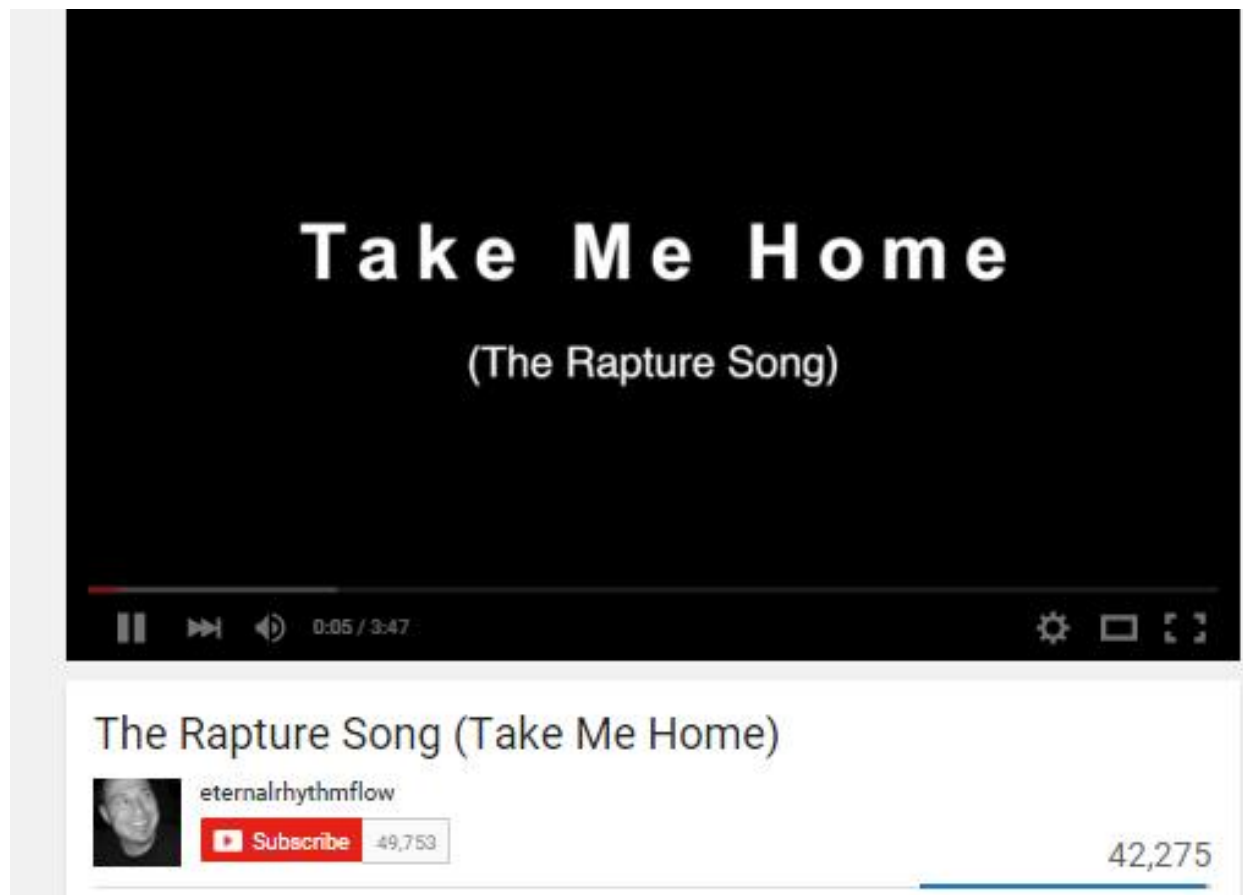 Take Me Home
(The Rapture Song)
0:05 / 3:47
The Rapture Song (Take Me Home)
eternalrhythmflow
Subscribe 49,753
42,275